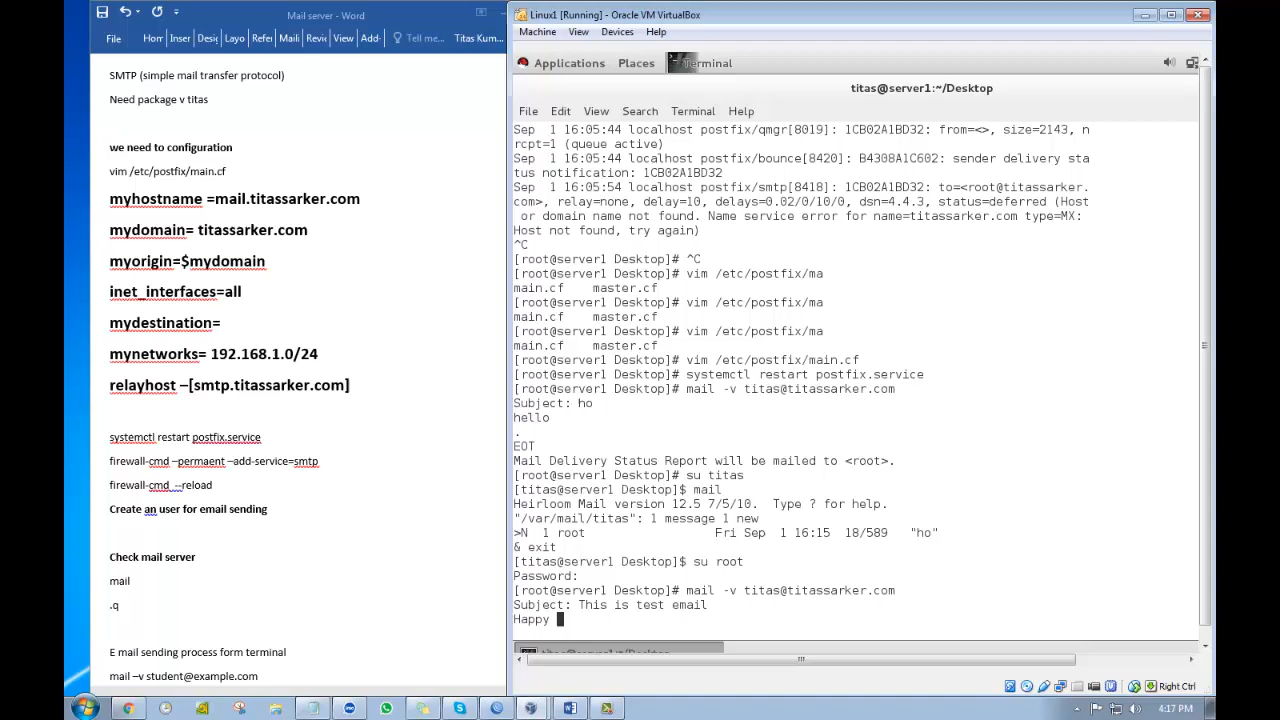 Mail server - Word
File Hom Inser Desig Layo Refer Maili Revie View Add- Tell me... Titas Kum...
SMTP (simple mail transfer protocol)
Need package v titas
we need to configuration
vim /etc/postfix/main.cf
myhostname =mail.titassarker.com
mydomain= titassarker.com
myorigin=$mydomain
inet_interfaces=all
mydestination=
mynetworks= 192.168.1.0/24
relayhost –[smtp.titassarker.com]
systemctl restart postfix.service
firewall-cmd –permaent –add-service=smtp
firewall-cmd --reload
Create an user for email sending
Check mail server
mail
.q
E mail sending process form terminal
mail –v student@example.com
Linux1 [Running] - Oracle VM VirtualBox
Machine View Devices Help
Applications Places Terminal
titas@server1:~/Desktop
File Edit View Search Terminal Help
Sep 1 16:05:44 localhost postfix/qmgr[8019]: 1CB02A1BD32: from=<>, size=2143, n
rcpt=1 (queue active)
Sep 1 16:05:44 localhost postfix/bounce[8420]: B4308A1C602: sender delivery sta
tus notification: 1CB02A1BD32
Sep 1 16:05:54 localhost postfix/smtp[8418]: 1CB02A1BD32: to=<root@titassarker.
com>, relay=none, delay=10, delays=0.02/0/10/0, dsn=4.4.3, status=deferred (Host
or domain name not found. Name service error for name=titassarker.com type=MX:
Host not found, try again)
^C
[root@server1 Desktop]# ^C
[root@server1 Desktop]# vim /etc/postfix/ma
main.cf master.cf
[root@server1 Desktop]# vim /etc/postfix/ma
main.cf master.cf
[root@server1 Desktop]# vim /etc/postfix/ma
main.cf master.cf
[root@server1 Desktop]# vim /etc/postfix/main.cf
[root@server1 Desktop]# systemctl restart postfix.service
[root@server1 Desktop]# mail -v titas@titassarker.com
Subject: ho
hello
.
EOT
Mail Delivery Status Report will be mailed to <root>.
[root@server1 Desktop]# su titas
[titas@server1 Desktop]$ mail
Heirloom Mail version 12.5 7/5/10. Type ? for help.
"/var/mail/titas": 1 message 1 new
>N 1 root Fri Sep 1 16:15 18/589 "ho"
& exit
[titas@server1 Desktop]$ su root
Password:
[root@server1 Desktop]# mail -v titas@titassarker.com
Subject: This is test email
Happy
Right Ctrl
4:17 PM